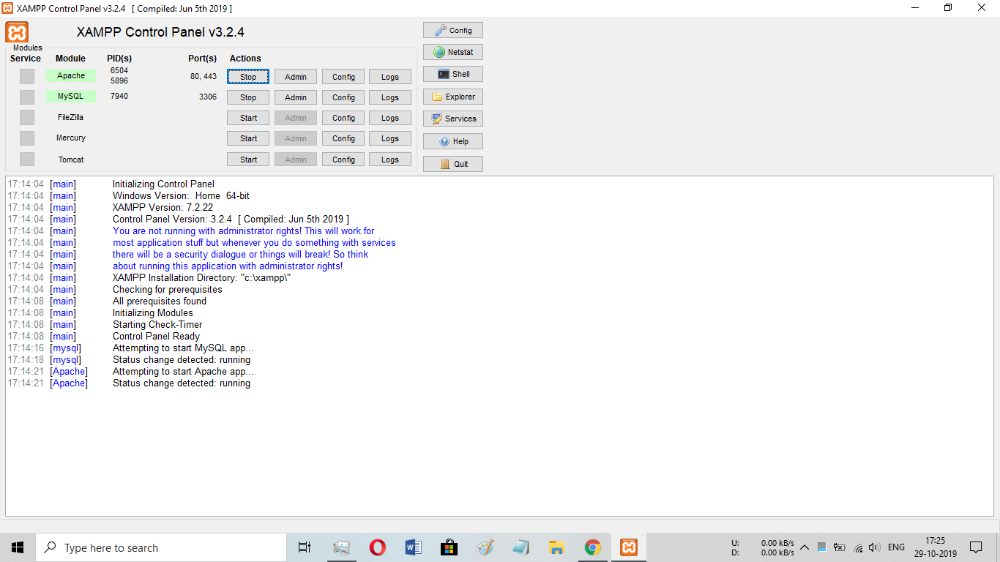 XAMPP Control Panel v3.2.4 [ Compiled: Jun 5th 2019 ]
XAMPP Control Panel v3.2.4
Config
Modules
Service Module PID(s) Port(s) Actions
Netstat
Apache 6504 5896 80, 443 Stop Admin Config Logs
Shell
MySQL 7940 3306 Stop Admin Config Logs
Explorer
FileZilla Start Admin Config Logs
Services
Mercury Start Admin Config Logs
Help
Tomcat Start Admin Config Logs
Quit
17:14:04 [main] Initializing Control Panel
17:14:04 [main] Windows Version: Home 64-bit
17:14:04 [main] XAMPP Version: 7.2.22
17:14:04 [main] Control Panel Version: 3.2.4 [ Compiled: Jun 5th 2019 ]
17:14:04 [main] You are not running with administrator rights! This will work for
17:14:04 [main] most application stuff but whenever you do something with services
17:14:04 [main] there will be a security dialogue or things will break! So think
17:14:04 [main] about running this application with administrator rights!
17:14:04 [main] XAMPP Installation Directory: "c:\xampp\"
17:14:04 [main] Checking for prerequisites
17:14:08 [main] All prerequisites found
17:14:08 [main] Initializing Modules
17:14:08 [main] Starting Check-Timer
17:14:08 [main] Control Panel Ready
17:14:16 [mysql] Attempting to start MySQL app...
17:14:18 [mysql] Status change detected: running
17:14:21 [Apache] Attempting to start Apache app...
17:14:21 [Apache] Status change detected: running
Type here to search
U: 0.00 kB/s
D: 0.00 kB/s
ENG
17:25
29-10-2019